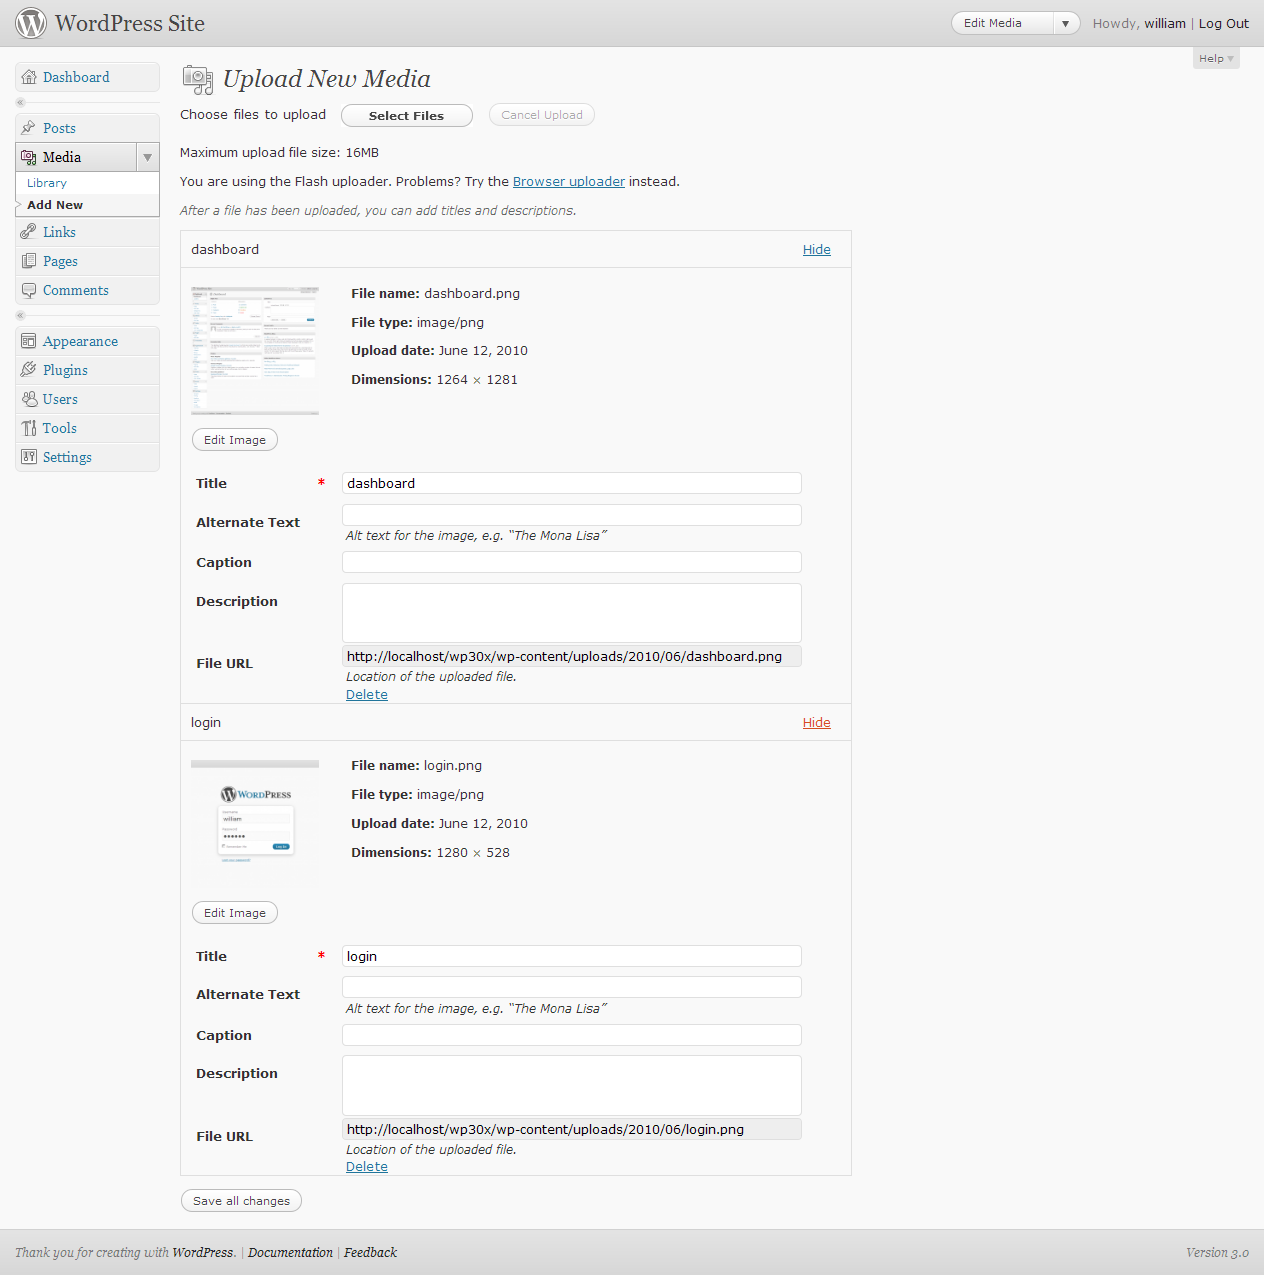 WordPress Site
Edit Media
Howdy, william | Log Out
Help
Dashboard
Posts
Media
Library
Add New
Links
Pages
Comments
Appearance
Plugins
Users
Tools
Settings
Upload New Media
Choose files to upload Select Files Cancel Upload
Maximum upload file size: 16MB
You are using the Flash uploader. Problems? Try the Browser uploader instead.
After a file has been uploaded, you can add titles and descriptions.
dashboard Hide
File name: dashboard.png
File type: image/png
Upload date: June 12, 2010
Dimensions: 1264 × 1281
Edit Image
Title * dashboard
Alternate Text
Alt text for the image, e.g. “The Mona Lisa”
Caption
Description
File URL http://localhost/wp30x/wp-content/uploads/2010/06/dashboard.png
Location of the uploaded file.
Delete
login Hide
WORDPRESS
william
File name: login.png
File type: image/png
Upload date: June 12, 2010
Dimensions: 1280 × 528
Edit Image
Title * login
Alternate Text
Alt text for the image, e.g. “The Mona Lisa”
Caption
Description
File URL http://localhost/wp30x/wp-content/uploads/2010/06/login.png
Location of the uploaded file.
Delete
Save all changes
Thank you for creating with WordPress. | Documentation | Feedback
Version 3.0